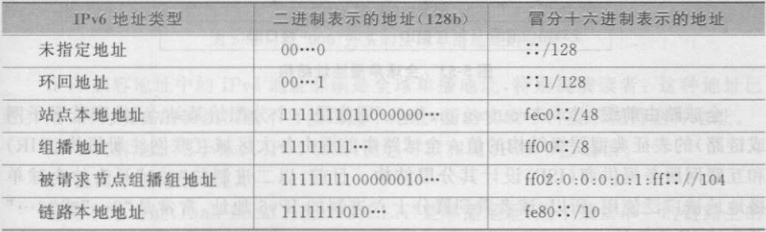 IPv6 地址类型 二进制表示的地址(128b) 冒分十六进制表示的地址
未指定地址 00…0 ∷/128
环回地址 00…1 ∷1/128
站点本地地址 1111111011000000… fec0∷/48
组播地址 11111111… ff00∷/8
被请求节点组播组地址 1111111100000010… ff02:0:0:0:0:1:ff∷//104
链路本地地址 1111111010… fe80∷/10